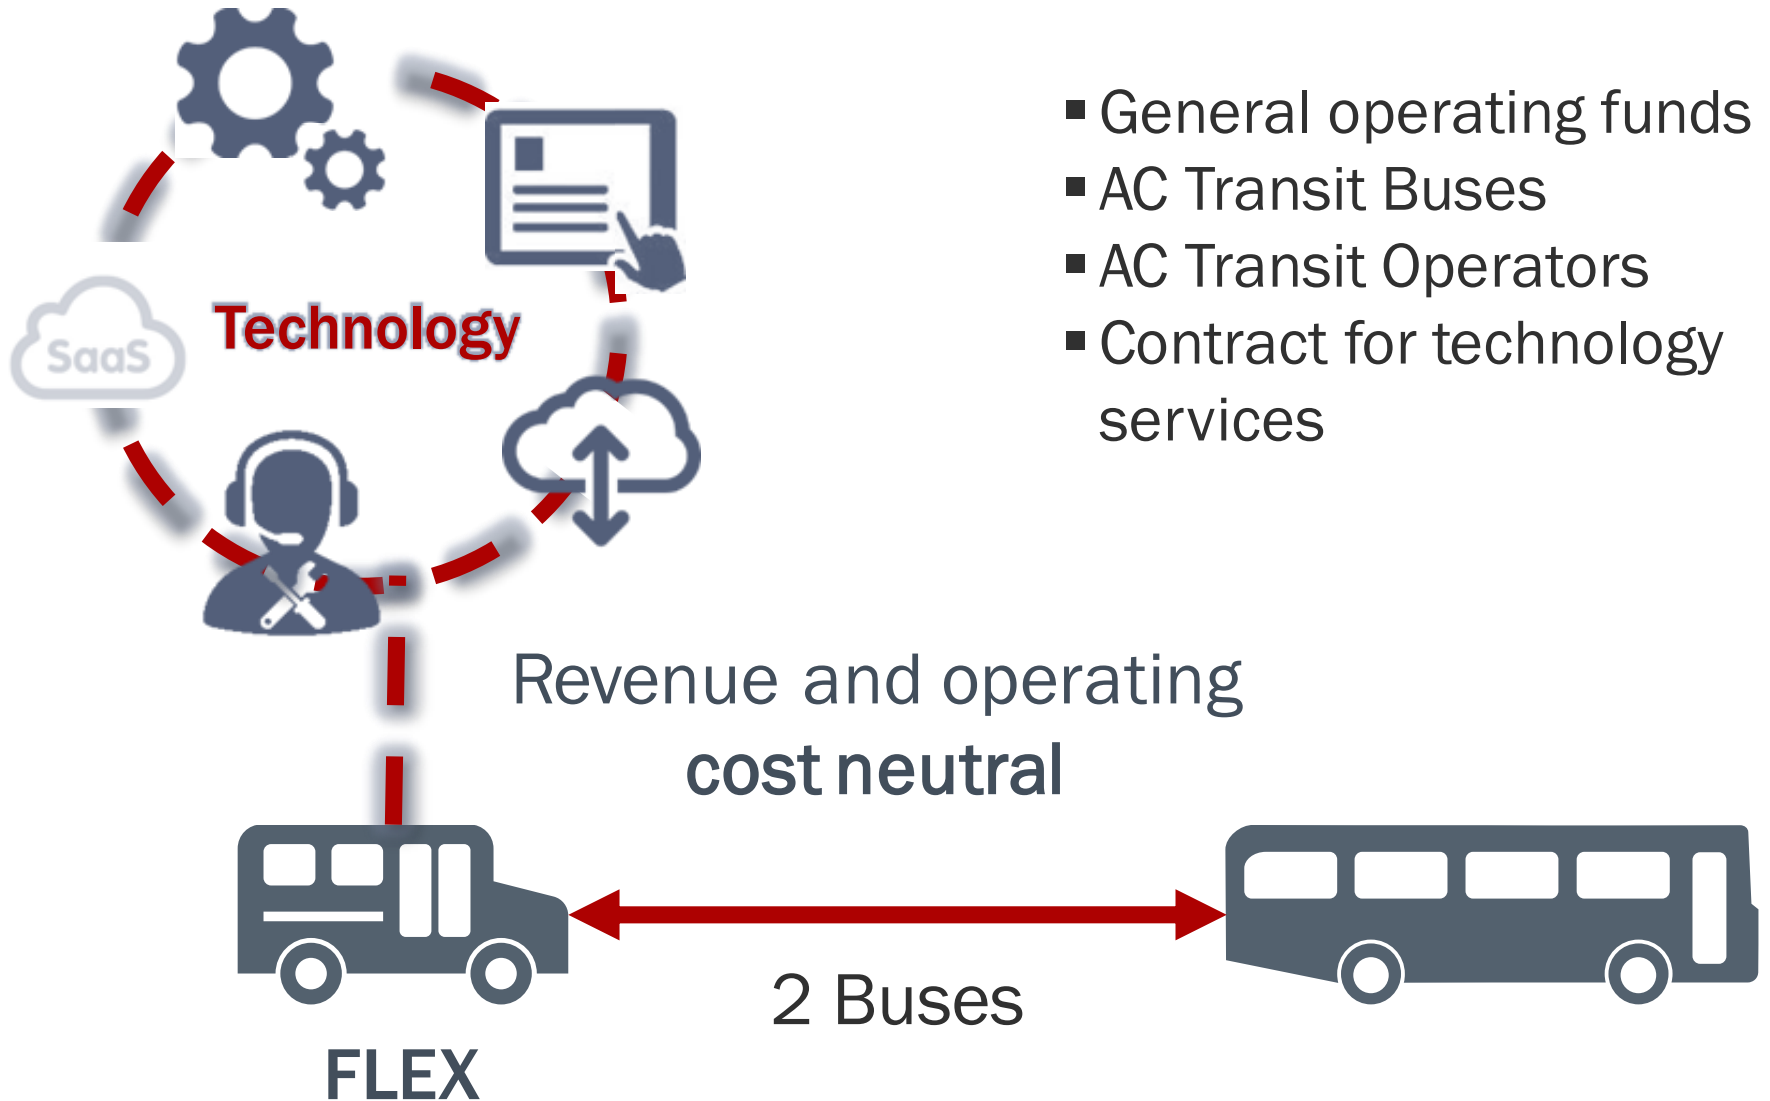 General operating funds
AC Transit Buses
AC Transit Operators
Contract for technology
services
Technology
SaaS
Revenue and operating
cost neutral
2 Buses
FLEX